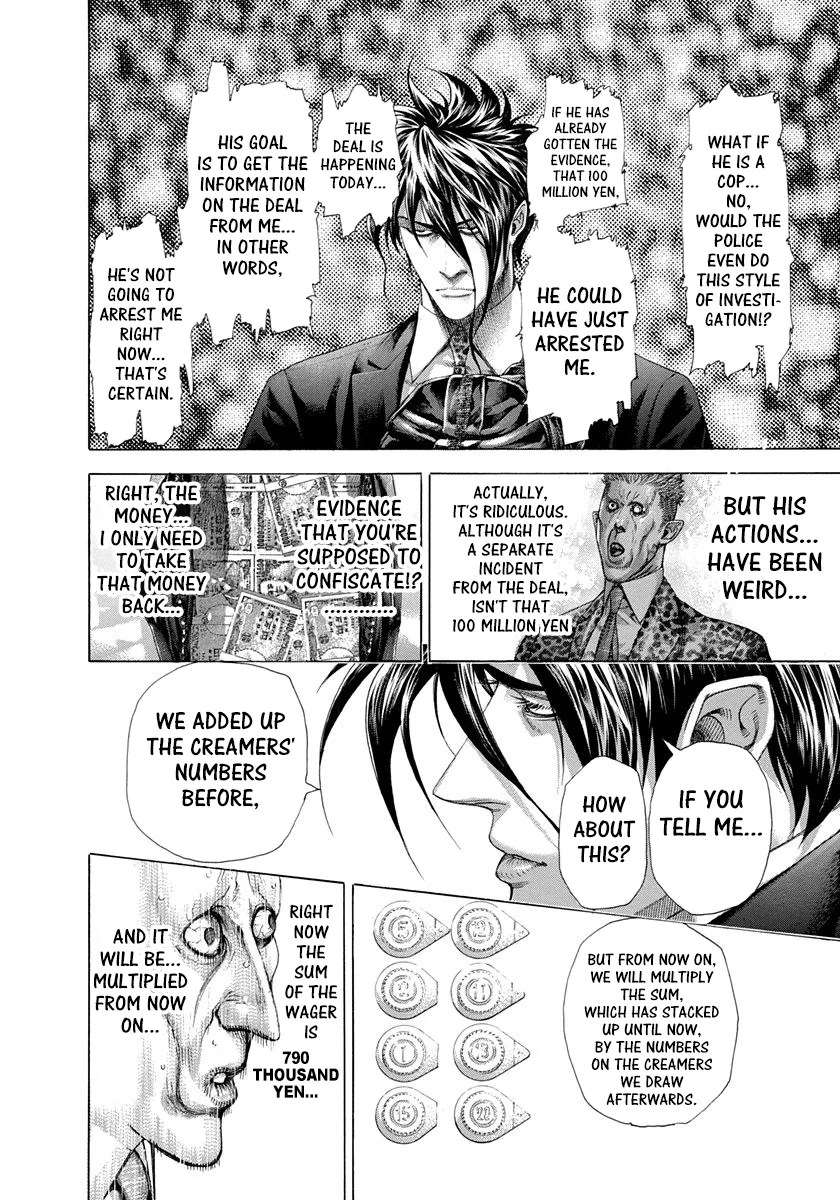 WHAT IF
HE IS A
COP...
NO,
WOULD THE
POLICE
EVEN DO
THIS STYLE
OF INVESTI-
GATION!?
IF HE HAS
ALREADY
GOTTEN THE
EVIDENCE,
THAT 100
MILLION YEN,
HE COULD
HAVE JUST
ARRESTED
ME.
THE
DEAL IS
HAPPENING
TODAY...
HIS GOAL
IS TO GET THE
INFORMATION
ON THE DEAL
FROM ME...
IN OTHER
WORDS,
HE'S NOT
GOING TO
ARREST ME
RIGHT
NOW...
THAT'S
CERTAIN.
BUT HIS
ACTIONS...
HAVE BEEN
WEIRD...
ACTUALLY,
IT'S RIDICULOUS.
ALTHOUGH IT'S
A SEPARATE
INCIDENT
FROM THE DEAL,
ISN'T THAT
100 MILLION YEN
EVIDENCE
THAT YOU'RE
SUPPOSED TO
CONFISCATE!?
.............
RIGHT, THE
MONEY...
I ONLY NEED
TO TAKE
THAT MONEY
BACK....
IF YOU
TELL ME...
HOW
ABOUT
THIS?
WE ADDED UP
THE CREAMERS'
NUMBERS
BEFORE,
BUT FROM NOW ON,
WE WILL MULTIPLY
THE SUM,
WHICH HAS STACKED
UP UNTIL NOW,
BY THE NUMBERS
ON THE CREAMERS
WE DRAW
AFTERWARDS.
5 12
11
1 13
15 22
RIGHT
NOW
THE
SUM
OF THE
WAGER
IS
790
THOUSAND
YEN...
AND IT
WILL BE...
MULTIPLIED
FROM NOW
ON...